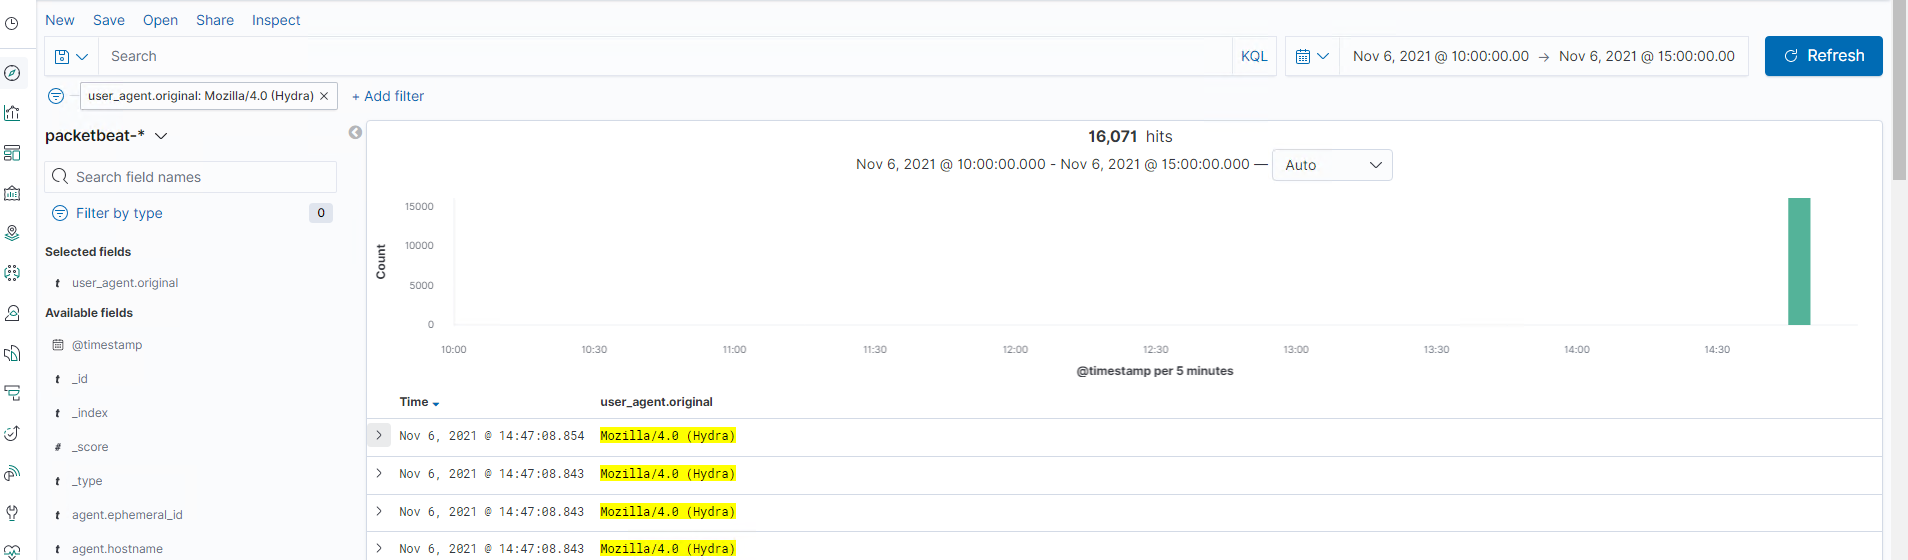 New Save Open Share Inspect
Search KQL Nov 6, 2021 @ 10:00:00.00 → Nov 6, 2021 @ 15:00:00.00 Refresh
user_agent.original: Mozilla/4.0 (Hydra) × + Add filter
packetbeat-*
Search field names
Filter by type 0
Selected fields
t user_agent.original
Available fields
@timestamp
t _id
t _index
# _score
t _type
t agent.ephemeral_id
t agent.hostname
16,071 hits
Nov 6, 2021 @ 10:00:00.000 - Nov 6, 2021 @ 15:00:00.000 — Auto
Count
15000
10000
5000
0
10:00 10:30 11:00 11:30 12:00 12:30 13:00 13:30 14:00 14:30
@timestamp per 5 minutes
Time user_agent.original
Nov 6, 2021 @ 14:47:08.854 Mozilla/4.0 (Hydra)
Nov 6, 2021 @ 14:47:08.843 Mozilla/4.0 (Hydra)
Nov 6, 2021 @ 14:47:08.843 Mozilla/4.0 (Hydra)
Nov 6, 2021 @ 14:47:08.843 Mozilla/4.0 (Hydra)